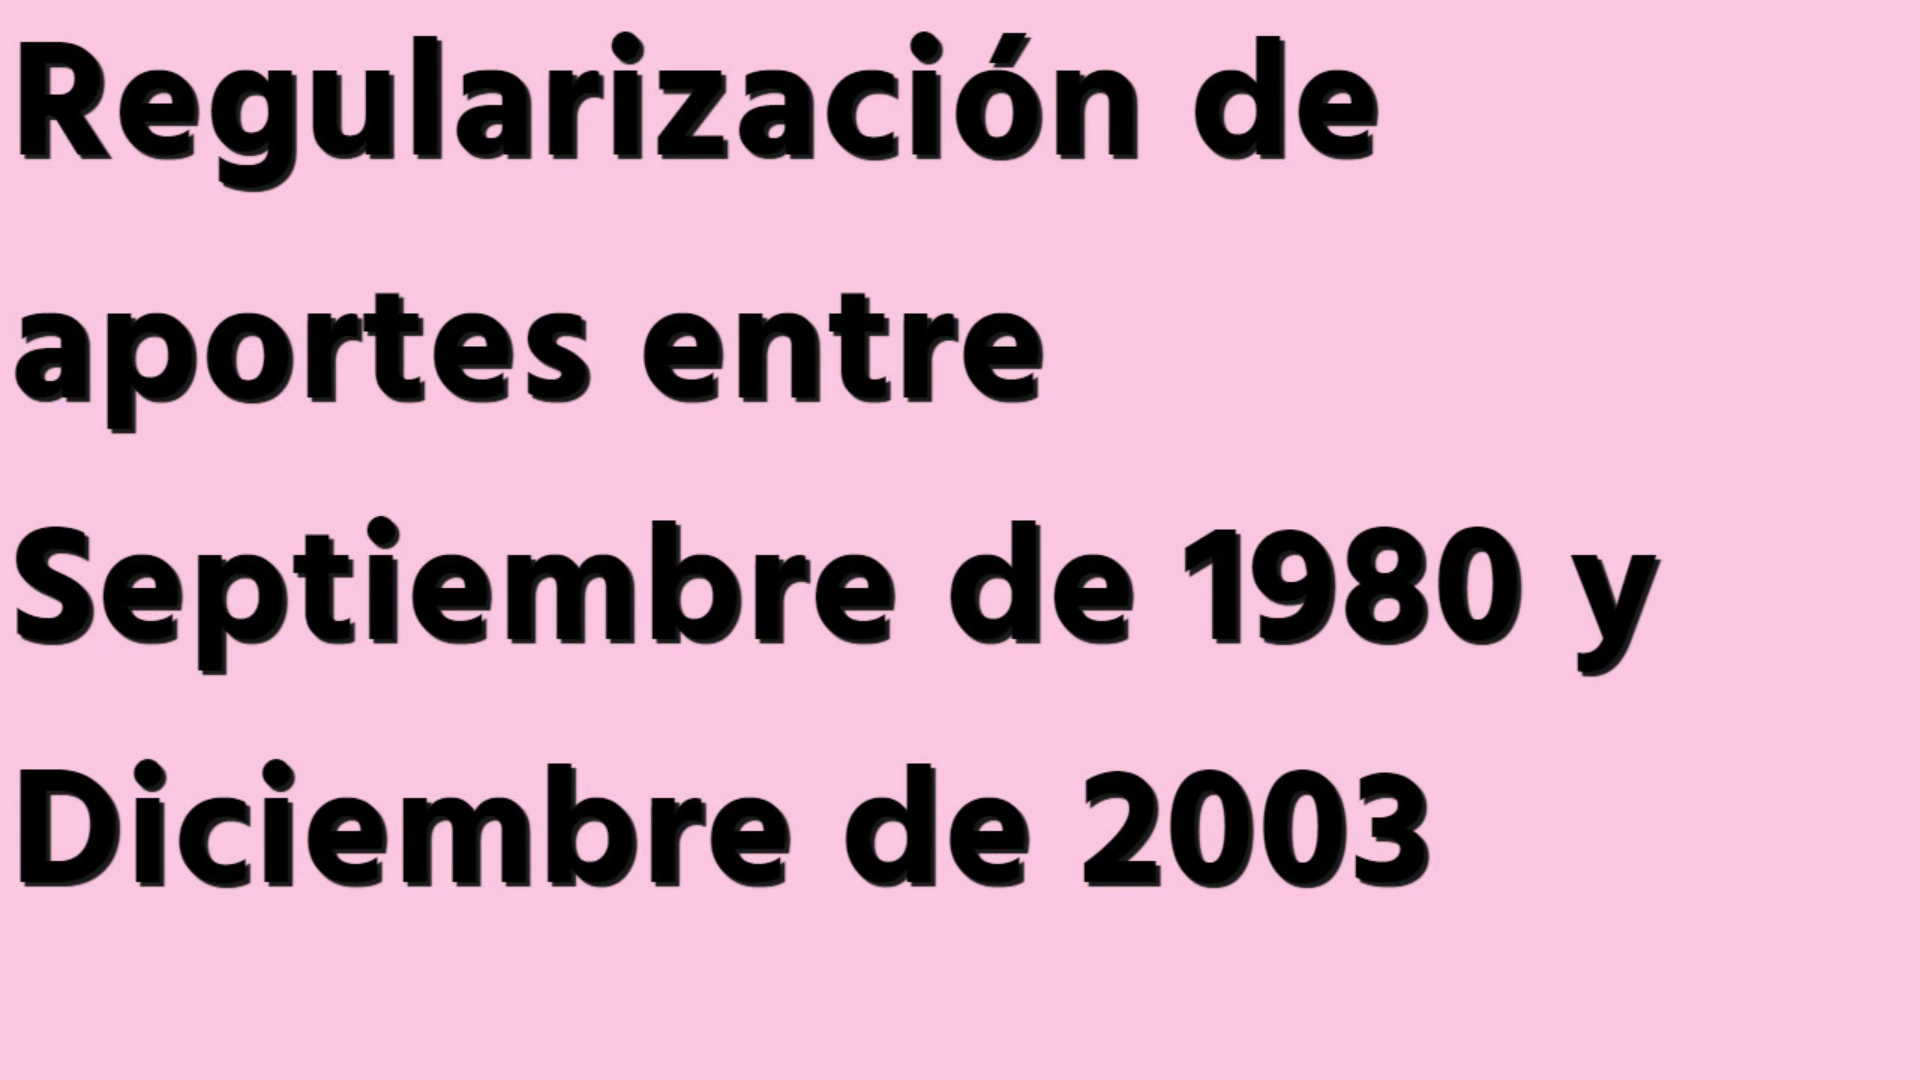 Regularización de
aportes entre
Septiembre de 1980 y
Diciembre de 2003